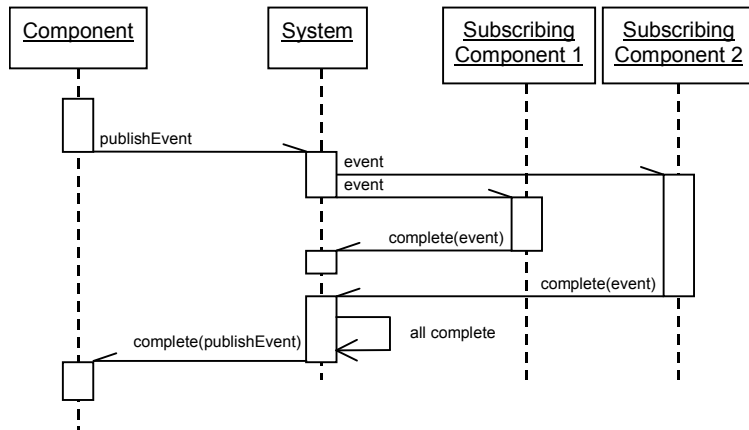 Component
System
Subscribing
Component 1
Subscribing
Component 2
publishEvent
event
event
complete(event)
complete(event)
all complete
complete(publishEvent)